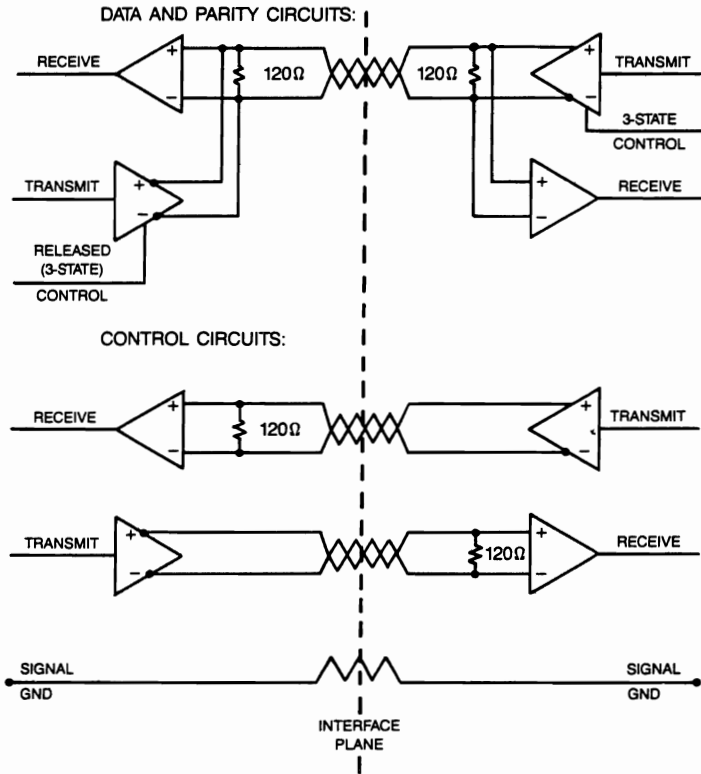 DATA AND PARITY CIRCUITS:
RECEIVE
+
−
120Ω
120Ω
+
−
TRANSMIT
3-STATE
CONTROL
TRANSMIT
+
−
+
−
RECEIVE
RELEASED
(3-STATE)
CONTROL
CONTROL CIRCUITS:
RECEIVE
+
−
120Ω
+
−
TRANSMIT
TRANSMIT
+
−
120Ω
+
−
RECEIVE
SIGNAL
GND
SIGNAL
GND
INTERFACE
PLANE